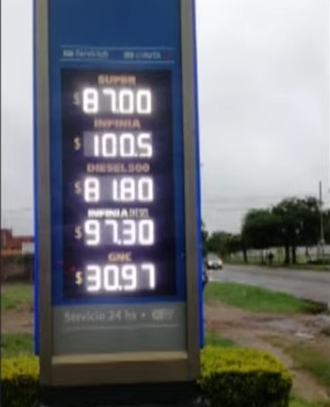 Serviclub
SUPER
$ 87.00
INFINIA
$ 100.5
DIESEL500
$ 81.80
INFINIA DIESEL
$ 97.30
GNC
$ 30.97
Servicio 24 hs •